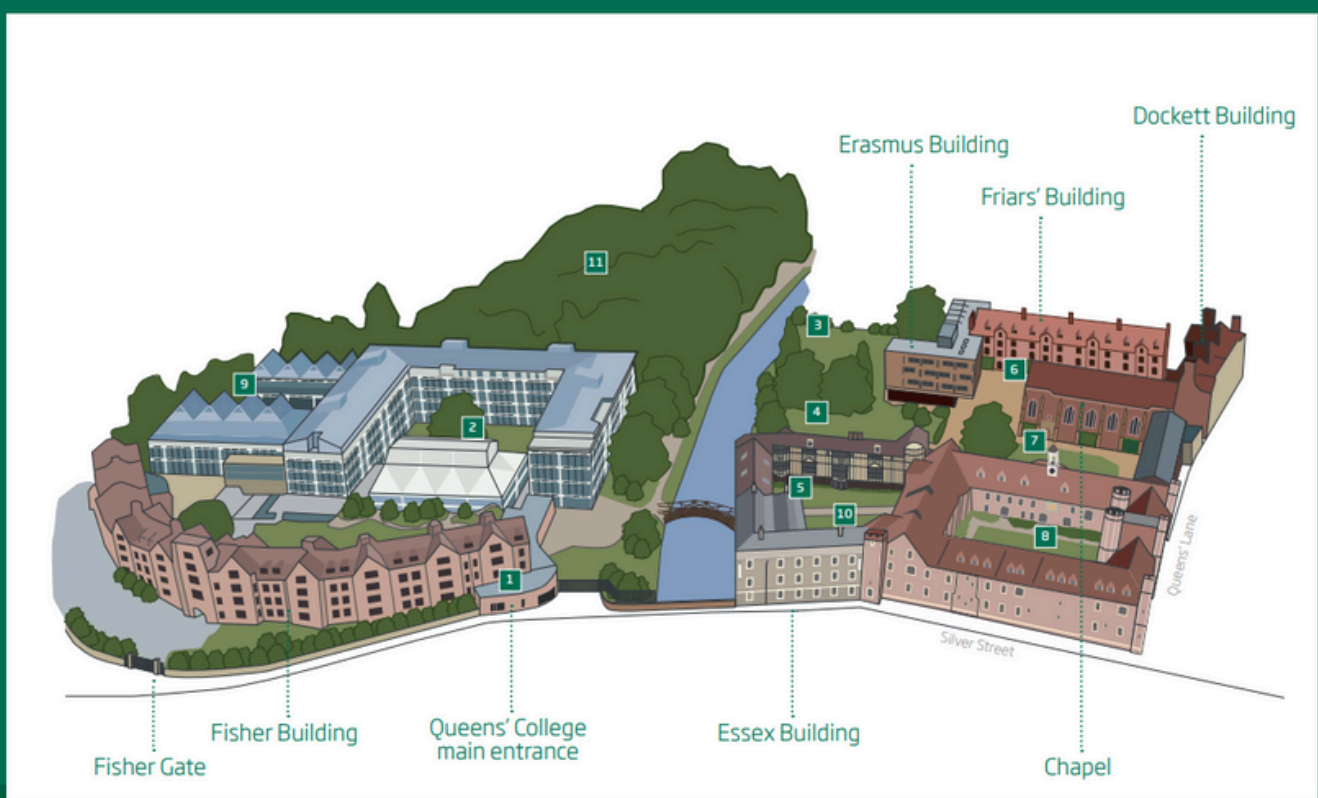 Dockett Building
Erasmus Building
Friars' Building
11
3
9
6
2
4
7
5
10
8
1
Queens' Lane
Silver Street
Fisher Building
Queens' College
main entrance
Essex Building
Fisher Gate
Chapel